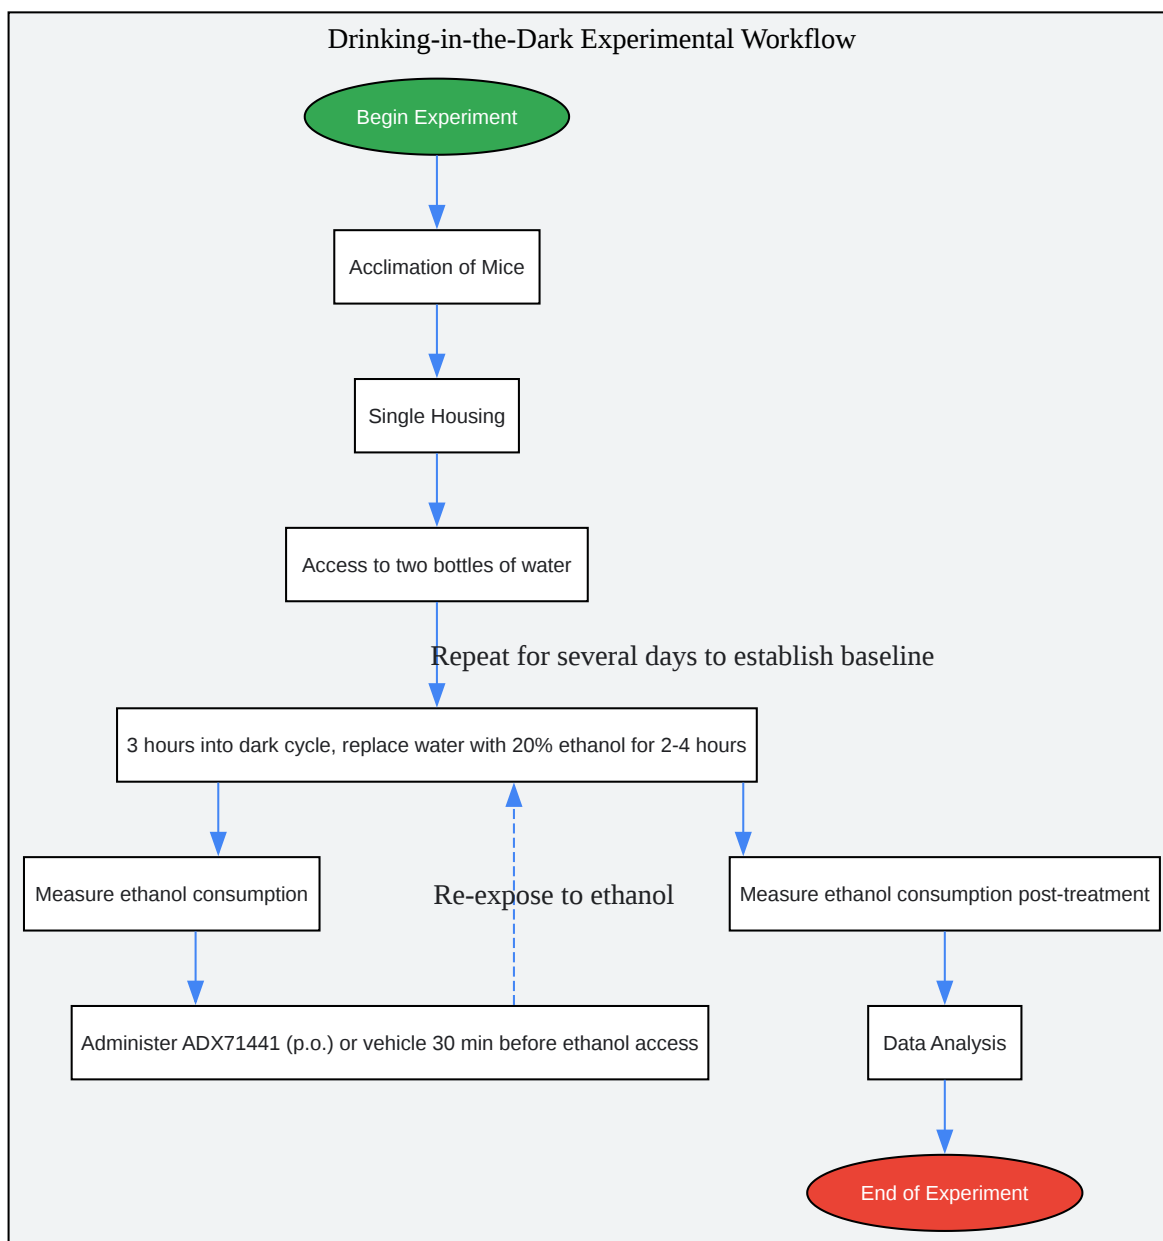 Drinking-in-the-Dark Experimental Workflow
Begin Experiment
Acclimation of Mice
Single Housing
Access to two bottles of water
Repeat for several days to establish baseline
3 hours into dark cycle, replace water with 20% ethanol for 2-4 hours
Measure ethanol consumption
Re-expose to ethanol
Measure ethanol consumption post-treatment
Administer ADX71441 (p.o.) or vehicle 30 min before ethanol access
Data Analysis
End of Experiment